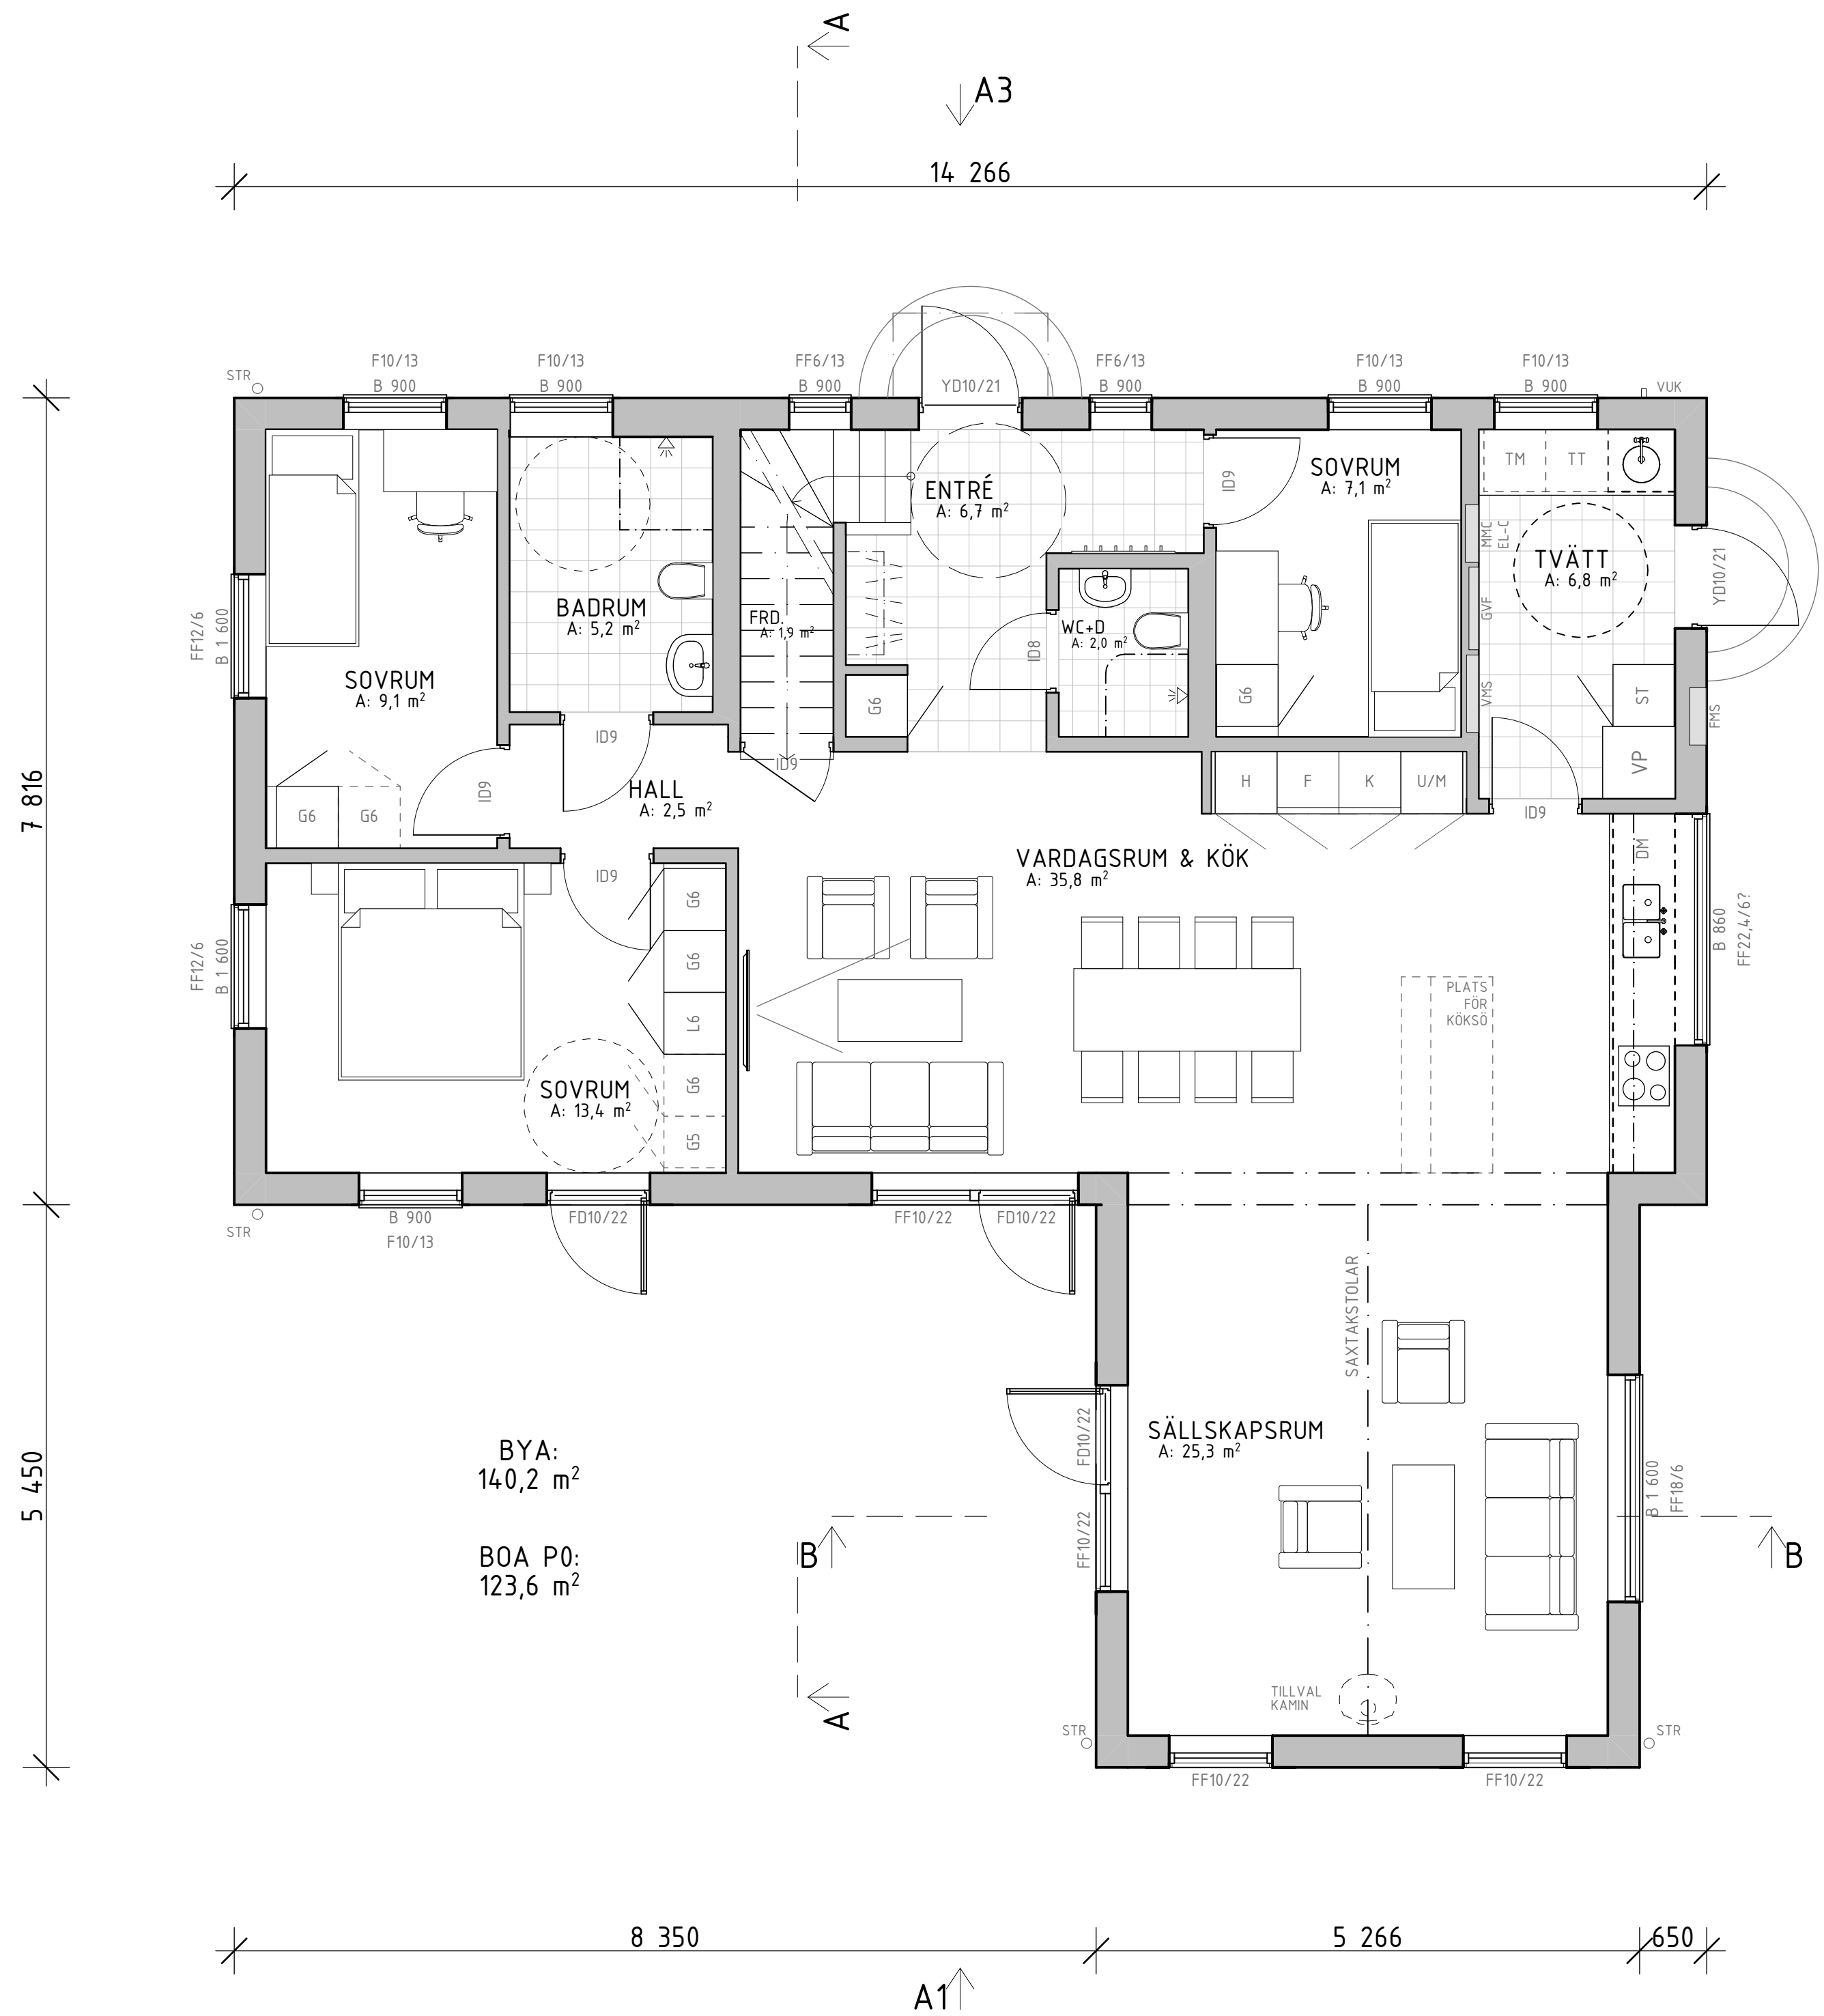 A
A3
14 266
F10/13
F10/13
FF6/13
FF6/13
F10/13
F10/13
STR
B 900
B 900
B 900
YD10/21
B 900
B 900
B 900
VUK
TM
TT
SOVRUM
A: 7,1 m²
ENTRÉ
A: 6,7 m²
ID9
MMC
EL-C
TVÄTT
A: 6,8 m²
YD10/21
GVF
BADRUM
A: 5,2 m²
FRD.
A: 1,9 m²
WC+D
A: 2,0 m²
ID8
FF12/6
B 1 600
SOVRUM
A: 9,1 m²
G6
G6
VMS
ST
FMS
VP
ID9
ID9
ID9
HALL
A: 2,5 m²
H
F
K
U/M
ID9
7 816
G6
G6
VARDAGSRUM & KÖK
A: 35,8 m²
DM
ID9
G6
G6
L6
G6
G5
FF12/6
B 1 600
B 860
FF22,4/6?
PLATS
FÖR
KÖKSÖ
SOVRUM
A: 13,4 m²
STR
B 900
F10/13
FD10/22
FF10/22
FD10/22
SAXTAKSTOLAR
5 450
BYA:
140,2 m²
BOA P0:
123,6 m²
FD10/22
FF10/22
SÄLLSKAPSRUM
A: 25,3 m²
B 1 600
FF18/6
B
B
A
TILLVAL
KAMIN
STR
STR
FF10/22
FF10/22
8 350
5 266
650
A1